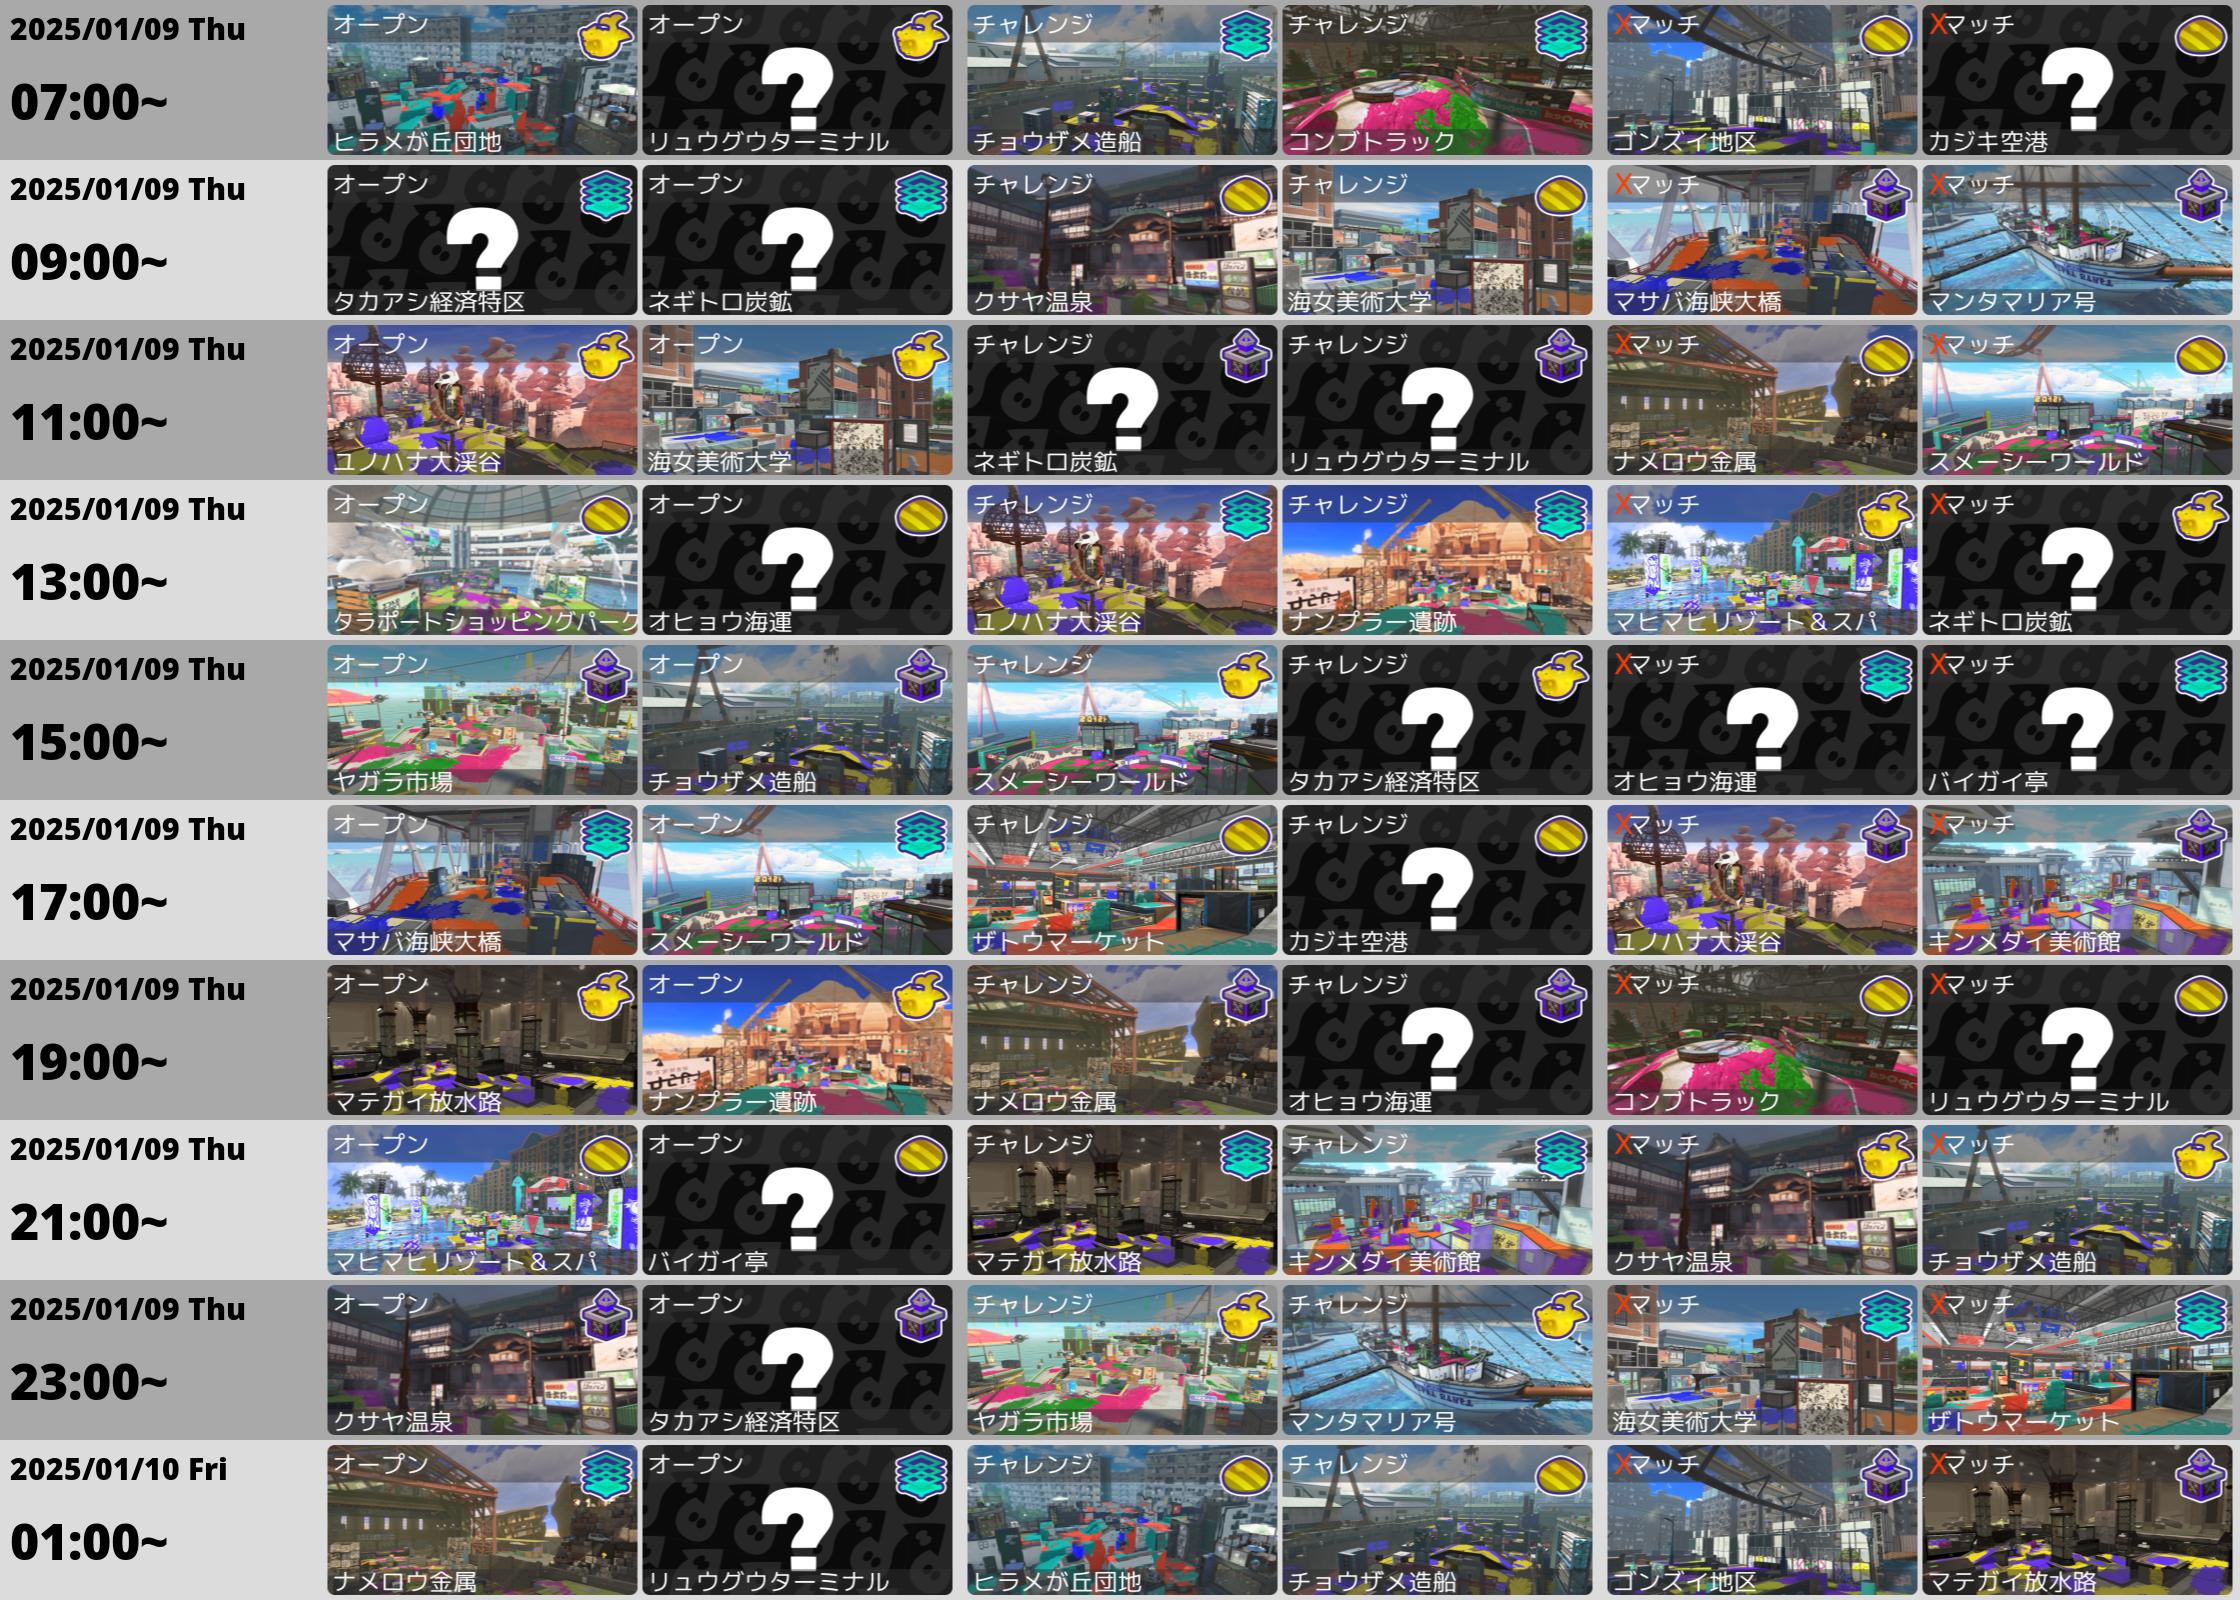 2025/01/09 Thu
07:00~
オープン
ヒラメが丘団地
オープン
リュウグウターミナル
チャレンジ
チョウザメ造船
チャレンジ
コンブトラック
Xマッチ
ゴンズイ地区
Xマッチ
カジキ空港
2025/01/09 Thu
09:00~
オープン
タカアシ経済特区
オープン
ネギトロ炭鉱
チャレンジ
クサヤ温泉
チャレンジ
海女美術大学
Xマッチ
マサバ海峡大橋
Xマッチ
マンタマリア号
2025/01/09 Thu
11:00~
オープン
ユノハナ大渓谷
オープン
海女美術大学
チャレンジ
ネギトロ炭鉱
チャレンジ
リュウグウターミナル
Xマッチ
ナメロウ金属
Xマッチ
スメーシーワールド
2025/01/09 Thu
13:00~
オープン
タラポートショッピングパーク
オープン
オヒョウ海運
チャレンジ
ユノハナ大渓谷
チャレンジ
ナンプラー遺跡
Xマッチ
マヒマヒリゾート＆スパ
Xマッチ
ネギトロ炭鉱
2025/01/09 Thu
15:00~
オープン
ヤガラ市場
オープン
チョウザメ造船
チャレンジ
スメーシーワールド
チャレンジ
タカアシ経済特区
Xマッチ
オヒョウ海運
Xマッチ
バイガイ亭
2025/01/09 Thu
17:00~
オープン
マサバ海峡大橋
オープン
スメーシーワールド
チャレンジ
ザトウマーケット
チャレンジ
カジキ空港
Xマッチ
ユノハナ大渓谷
Xマッチ
キンメダイ美術館
2025/01/09 Thu
19:00~
オープン
マテガイ放水路
オープン
ナンプラー遺跡
チャレンジ
ナメロウ金属
チャレンジ
オヒョウ海運
Xマッチ
コンブトラック
Xマッチ
リュウグウターミナル
2025/01/09 Thu
21:00~
オープン
マヒマヒリゾート＆スパ
オープン
バイガイ亭
チャレンジ
マテガイ放水路
チャレンジ
キンメダイ美術館
Xマッチ
クサヤ温泉
Xマッチ
チョウザメ造船
2025/01/09 Thu
23:00~
オープン
クサヤ温泉
オープン
タカアシ経済特区
チャレンジ
ヤガラ市場
チャレンジ
マンタマリア号
Xマッチ
海女美術大学
Xマッチ
ザトウマーケット
2025/01/10 Fri
01:00~
オープン
ナメロウ金属
オープン
リュウグウターミナル
チャレンジ
ヒラメが丘団地
チャレンジ
チョウザメ造船
Xマッチ
ゴンズイ地区
Xマッチ
マテガイ放水路